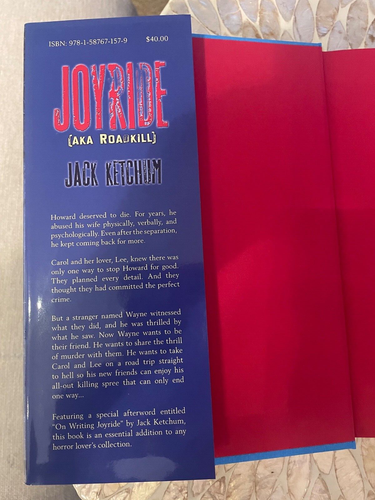 ISBN: 978-1-58767-157-9 $40.00
JOYRIDE
(AKA ROADKILL)
JACK KETCHUM
Howard deserved to die. For years, he
abused his wife physically, verbally, and
psychologically. Even after the separation,
he kept coming back for more.
Carol and her lover, Lee, knew there was
only one way to stop Howard for good.
They planned every detail. And they
thought they had committed the perfect
crime.
But a stranger named Wayne witnessed
what they did, and he was thrilled by
what he saw. Now Wayne wants to be
their friend. He wants to share the thrill
of murder with them. He wants to take
Carol and Lee on a road trip straight
to hell so his new friends can enjoy his
all-out killing spree that can only end
one way...
Featuring a special afterword entitled
"On Writing Joyride" by Jack Ketchum,
this book is an essential addition to any
horror lover's collection.